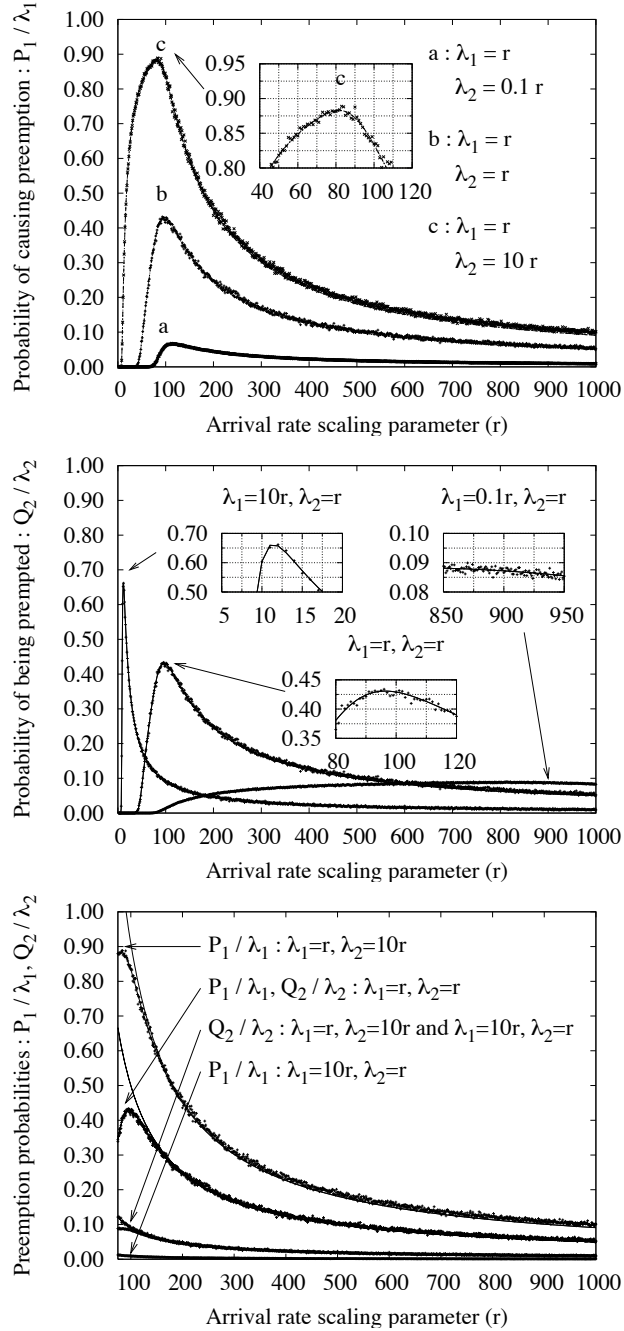 Probability of causing preemption : P₁ / λ₁
1.00
0.90
0.80
0.70
0.60
0.50
0.40
0.30
0.20
0.10
0.00
c
b
a
0.95
0.90
0.85
0.80
c
40 60 80 100 120
a : λ₁ = r
λ₂ = 0.1 r
b : λ₁ = r
λ₂ = r
c : λ₁ = r
λ₂ = 10 r
0 100 200 300 400 500 600 700 800 900 1000
Arrival rate scaling parameter (r)
Probability of being prempted : Q₂ / λ₂
1.00
0.90
0.80
0.70
0.60
0.50
0.40
0.30
0.20
0.10
0.00
λ₁=10r, λ₂=r
0.70
0.60
0.50
5 10 15 20
λ₁=0.1r, λ₂=r
0.10
0.09
0.08
850 900 950
λ₁=r, λ₂=r
0.45
0.40
0.35
80 100 120
0 100 200 300 400 500 600 700 800 900 1000
Arrival rate scaling parameter (r)
Preemption probabilities : P₁ / λ₁, Q₂ / λ₂
1.00
0.90
0.80
0.70
0.60
0.50
0.40
0.30
0.20
0.10
0.00
P₁ / λ₁ : λ₁=r, λ₂=10r
P₁ / λ₁, Q₂ / λ₂ : λ₁=r, λ₂=r
Q₂ / λ₂ : λ₁=r, λ₂=10r and λ₁=10r, λ₂=r
P₁ / λ₁ : λ₁=10r, λ₂=r
100 200 300 400 500 600 700 800 900 1000
Arrival rate scaling parameter (r)